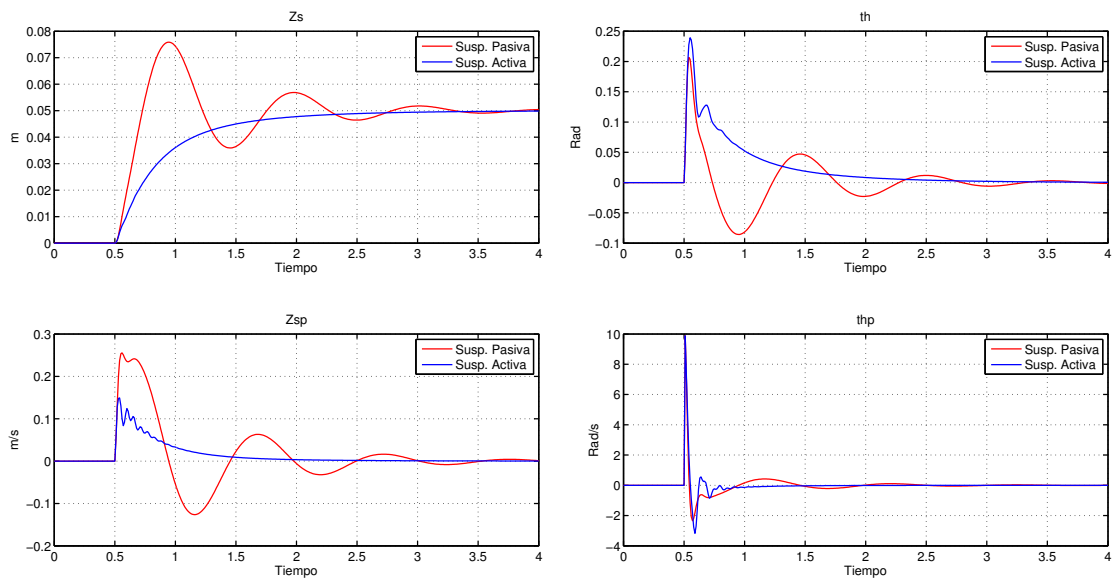 Zs
0.08
0.07
0.06
0.05
0.04
0.03
0.02
0.01
0
m
0 0.5 1 1.5 2 2.5 3 3.5 4
Tiempo
Susp. Pasiva
Susp. Activa
th
0.25
0.2
0.15
0.1
0.05
0
−0.05
−0.1
Rad
0 0.5 1 1.5 2 2.5 3 3.5 4
Tiempo
Susp. Pasiva
Susp. Activa
Zsp
0.3
0.2
0.1
0
−0.1
−0.2
m/s
0 0.5 1 1.5 2 2.5 3 3.5 4
Tiempo
Susp. Pasiva
Susp. Activa
thp
10
8
6
4
2
0
−2
−4
Rad/s
0 0.5 1 1.5 2 2.5 3 3.5 4
Tiempo
Susp. Pasiva
Susp. Activa